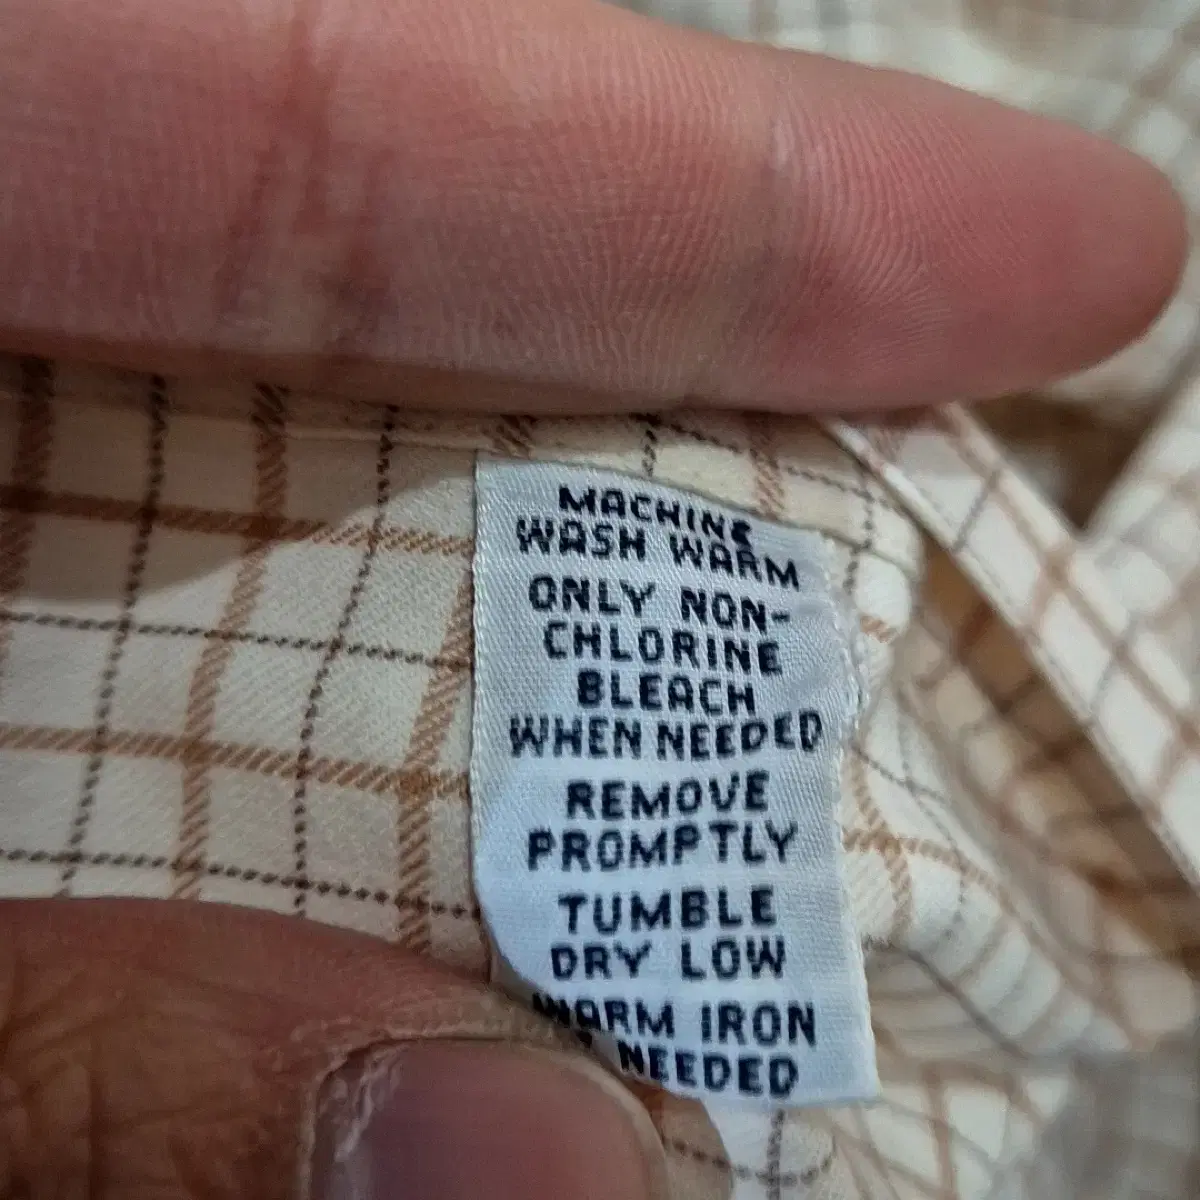 MACHINE
WASH WARM
ONLY NON-
CHLORINE
BLEACH
WHEN NEEDED
REMOVE
PROMPTLY
TUMBLE
DRY LOW
WARM IRON
NEEDED